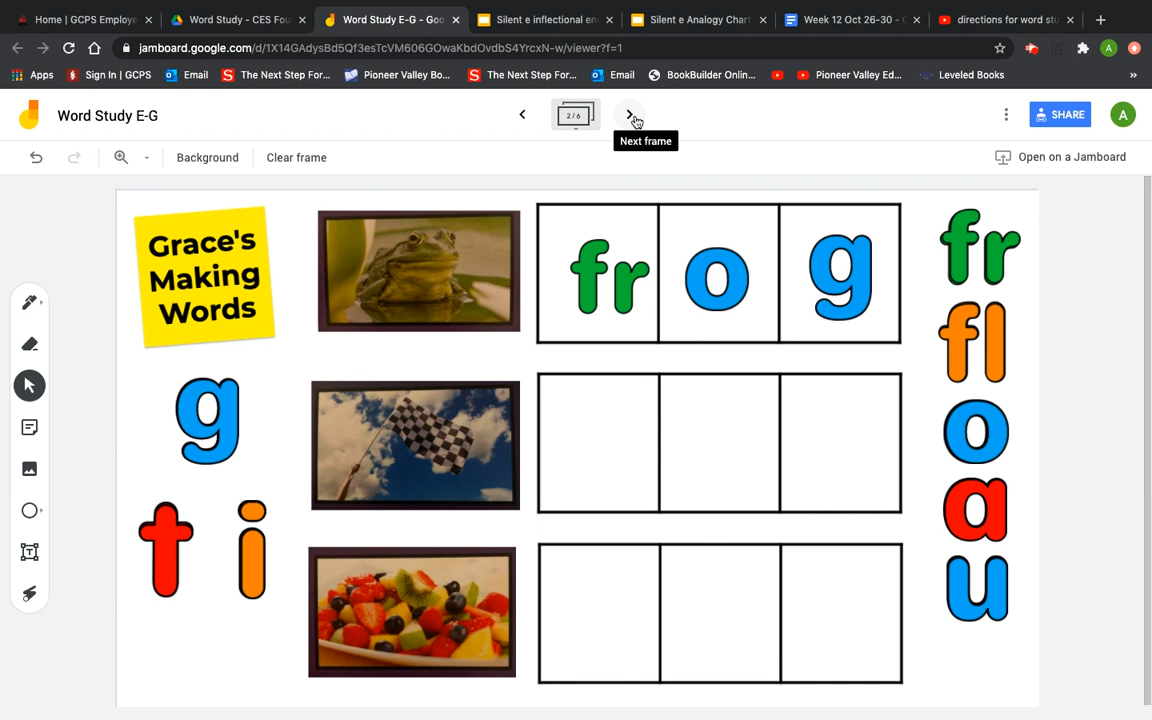 Home | GCPS Employe
Word Study - CES Fou
Word Study E-G - Goo
Silent e inflectional en
Silent e Analogy Chart
Week 12 Oct 26-30 -
directions for word stu
jamboard.google.com/d/1X14GAdysBd5Qf3esTcVM606GOwaKbdOvdbS4YrcxN-w/viewer?f=1
A
Apps
Sign In | GCPS
Email
The Next Step For...
Pioneer Valley Bo...
The Next Step For...
Email
BookBuilder Onlin...
Pioneer Valley Ed...
Leveled Books
»
Word Study E-G
2/6
SHARE
A
Next frame
Background
Clear frame
Open on a Jamboard
Grace's
Making
Words
fr o g
fr
fl
o
a
u
g
t i